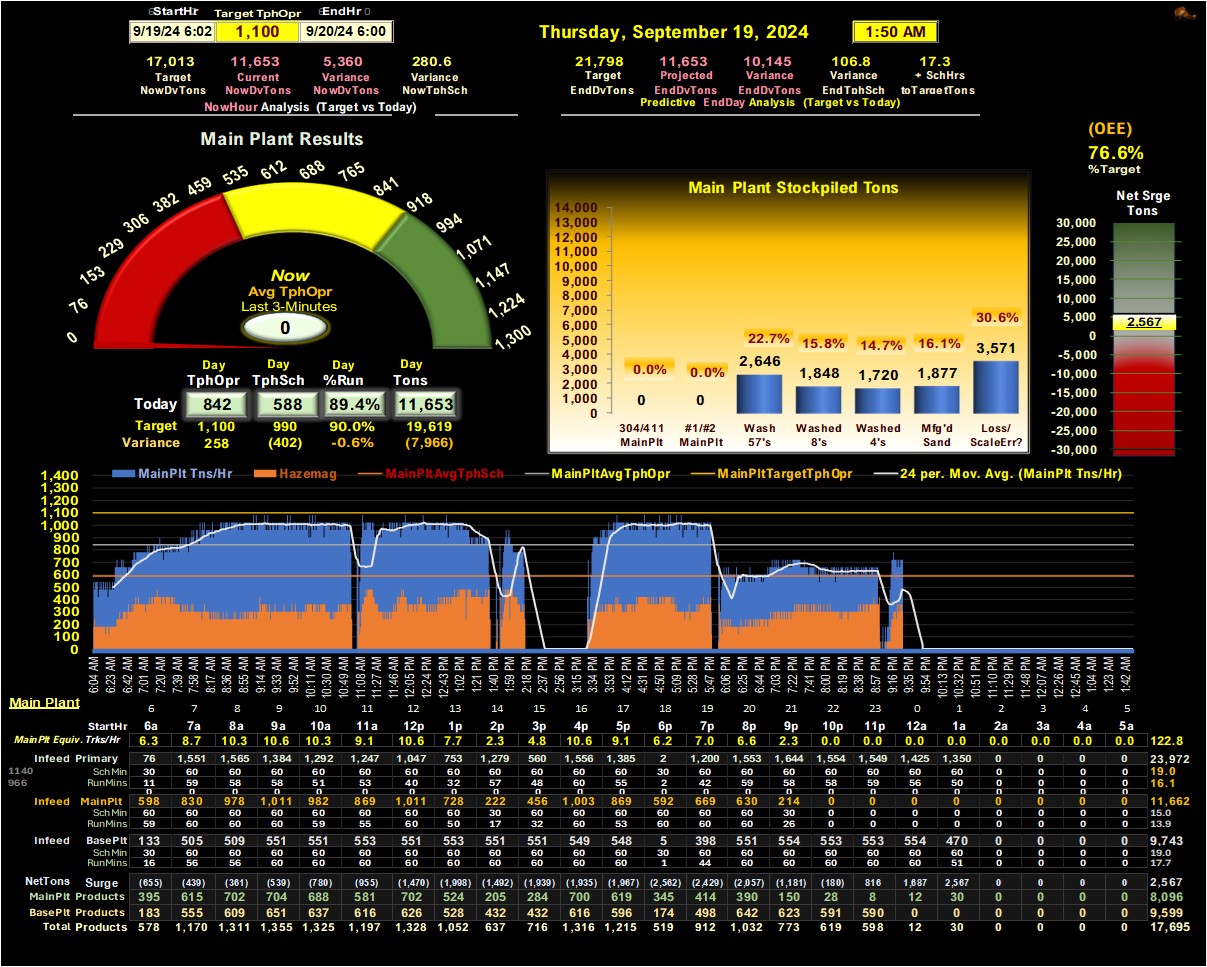 StartHr Target TphOpr EndHr
9/19/24 6:02 1,100 9/20/24 6:00
Thursday, September 19, 2024 1:50 AM
17,013 11,653 5,360 280.6
Target Current Variance Variance
NowDvTons NowDvTons NowDvTons NowTphSch
NowHour Analysis (Target vs Today)
21,798 11,653 10,145 106.8 17.3
Target Projected Variance Variance + SchHrs
EndDvTons EndDvTons EndDvTons EndTphSch toTargetTons
Predictive EndDay Analysis (Target vs Today)
(OEE)
76.6%
%Target
Main Plant Results
0 76 153 229 306 382 459 535 612 688 765 841 918 994 1,071 1,147 1,224 1,300
Now
Avg TphOpr
Last 3-Minutes
0
Day Day Day Day
TphOpr TphSch %Run Tons
Today 842 588 89.4% 11,653
Target 1,100 990 90.0% 19,619
Variance 258 (402) -0.6% (7,966)
Main Plant Stockpiled Tons
14,000
13,000
12,000
11,000
10,000
9,000
8,000
7,000
6,000
5,000
4,000
3,000
2,000
1,000
0
0.0% 0.0% 22.7% 15.8% 14.7% 16.1% 30.6%
0 0 2,646 1,848 1,720 1,877 3,571
304/411 #1/#2 Wash Washed Washed Mfg'd Loss/
MainPlt MainPlt 57's 8's 4's Sand ScaleErr?
Net Srge
Tons
30,000
25,000
20,000
15,000
10,000
5,000
0
-5,000
-10,000
-15,000
-20,000
-25,000
-30,000
2,567
MainPlt Tns/Hr Hazemag MainPltAvgTphSch MainPltAvgTphOpr MainPltTargetTphOpr 24 per. Mov. Avg. (MainPlt Tns/Hr)
1,400
1,300
1,200
1,100
1,000
900
800
700
600
500
400
300
200
100
0
6:04 AM 6:23 AM 6:42 AM 7:01 AM 7:20 AM 7:39 AM 7:58 AM 8:17 AM 8:36 AM 8:55 AM 9:14 AM 9:33 AM 9:52 AM 10:11 AM 10:30 AM 10:49 AM 11:08 AM 11:27 AM 11:46 AM 12:05 PM 12:24 PM 12:43 PM 1:02 PM 1:21 PM 1:40 PM 1:59 PM 2:18 PM 2:37 PM 2:56 PM 3:15 PM 3:34 PM 3:53 PM 4:12 PM 4:31 PM 4:50 PM 5:09 PM 5:28 PM 5:47 PM 6:06 PM 6:25 PM 6:44 PM 7:03 PM 7:22 PM 7:41 PM 8:00 PM 8:19 PM 8:38 PM 8:57 PM 9:16 PM 9:35 PM 9:54 PM 10:13 PM 10:32 PM 10:51 PM 11:10 PM 11:29 PM 11:48 PM 12:07 AM 12:26 AM 12:45 AM 1:04 AM 1:23 AM 1:42 AM
Main Plant
6 7 8 9 10 11 12 13 14 15 16 17 18 19 20 21 22 23 0 1 2 3 4 5
StartHr 6a 7a 8a 9a 10a 11a 12p 1p 2p 3p 4p 5p 6p 7p 8p 9p 10p 11p 12a 1a 2a 3a 4a 5a
MainPlt Equiv. Trks/Hr 6.3 8.7 10.3 10.6 10.3 9.1 10.6 7.7 2.3 4.8 10.6 9.1 6.2 7.0 6.6 2.3 0.0 0.0 0.0 0.0 0.0 0.0 0.0 0.0 122.8
Infeed Primary 76 1,551 1,565 1,384 1,292 1,247 1,047 753 1,279 560 1,556 1,385 2 1,200 1,553 1,644 1,554 1,549 1,425 1,350 0 0 0 0 23,972
1140 Sch Min 30 60 60 60 60 60 60 60 60 60 60 60 30 60 60 60 60 60 60 60 0 0 0 0 19.0
966 RunMins 11 59 58 58 51 53 40 32 57 48 60 55 2 42 59 58 59 58 56 50 0 0 0 0 16.1
0 0 0 0 0 0 0 0 0 0 0 0 0 0 0 0 0 0 0 0 0 0 0 0
Infeed MainPlt 598 830 978 1,011 982 869 1,011 728 222 456 1,003 869 592 669 630 214 0 0 0 0 0 0 0 0 11,662
Sch Min 60 60 60 60 60 60 60 60 30 60 60 60 60 60 60 30 0 0 0 0 0 0 0 0 15.0
RunMins 59 60 60 60 59 55 60 50 17 32 60 53 60 60 60 26 0 0 0 0 0 0 0 0 13.9
Infeed BasePlt 133 505 509 551 551 553 551 553 551 551 549 548 5 398 551 554 553 553 554 470 0 0 0 0 9,743
Sch Min 30 60 60 60 60 60 60 60 60 60 60 60 30 60 60 60 60 60 60 60 0 0 0 0 19.0
RunMins 16 56 56 60 60 60 60 60 60 60 60 60 1 44 60 60 60 60 60 51 0 0 0 0 17.7
NetTons Surge (655) (439) (361) (539) (780) (955) (1,470) (1,998) (1,492) (1,939) (1,935) (1,967) (2,562) (2,429) (2,057) (1,181) (180) 816 1,687 2,567 0 0 0 0 2,567
MainPlt Products 395 615 702 704 688 581 702 524 205 284 700 619 345 414 390 150 28 8 12 30 0 0 0 0 8,096
BasePlt Products 183 555 609 651 637 616 626 528 432 432 616 596 174 498 642 623 591 590 0 0 0 0 0 0 9,599
Total Products 578 1,170 1,311 1,355 1,325 1,197 1,328 1,052 637 716 1,316 1,215 519 912 1,032 773 619 598 12 30 0 0 0 0 17,695